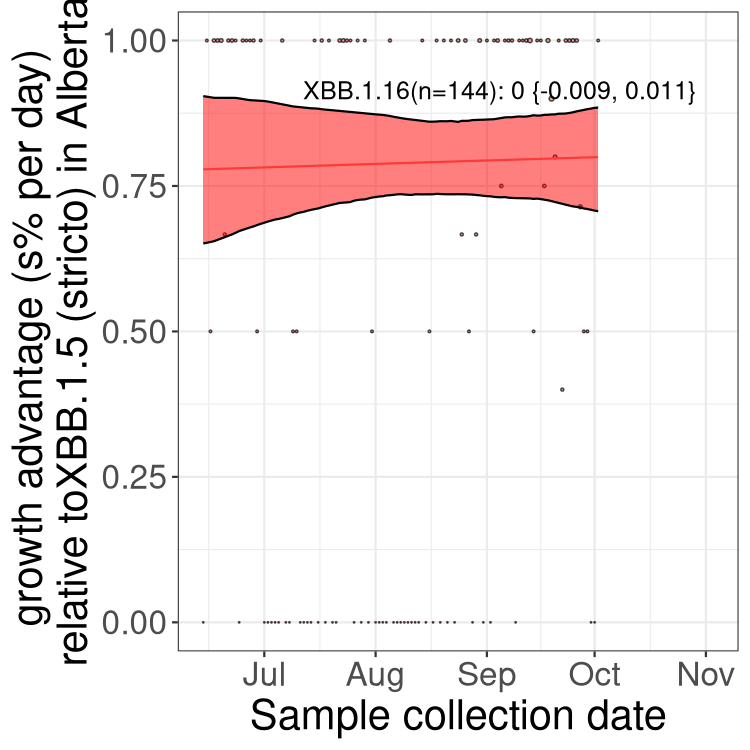 growth advantage (s% per day)
relative toXBB.1.5 (stricto) in Alberta
1.00
0.75
0.50
0.25
0.00
XBB.1.16(n=144): 0 {-0.009, 0.011}
Jul Aug Sep Oct Nov
Sample collection date